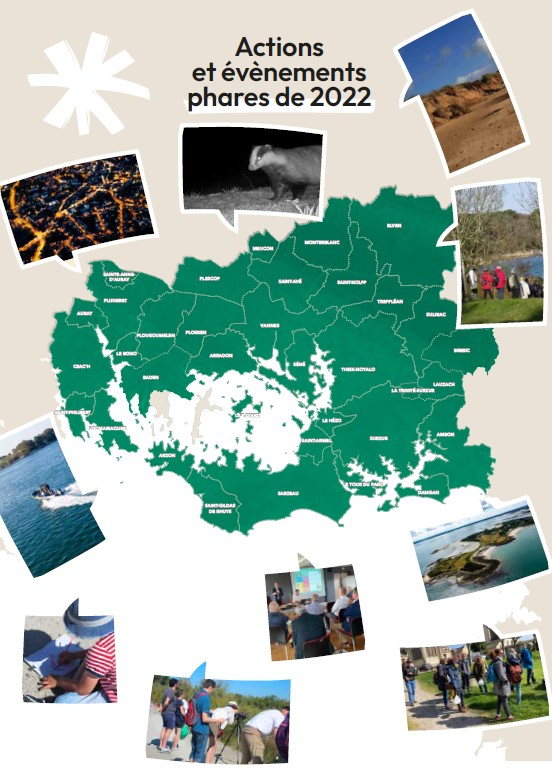 Actions
et évènements
phares de 2022
ELVEN
MONTERBLANC
MEUCON
SAINTE-ANNE-
D'AURAY
PLESCOP
SAINT-AVÉ
SAINT-NOLFF
PLUNERET
TREFFLÉAN
AURAY
SULNIAC
PLOUGOUMELEN
PLOEREN
VANNES
LE BONO
ARRADON
BERRIC
CRAC'H
SÉNÉ
THEIX-NOYALO
BADEN
LAUZACH
LA TRINITÉ-SURZUR
SAINT-PHILIBERT
LE HÉZO
LOCMARIAQUER
AMBON
SAINT-ARMEL
SURZUR
ARZON
LE TOUR DU PARC
DAMGAN
SARZEAU
SAINT-GILDAS
DE RHUYS